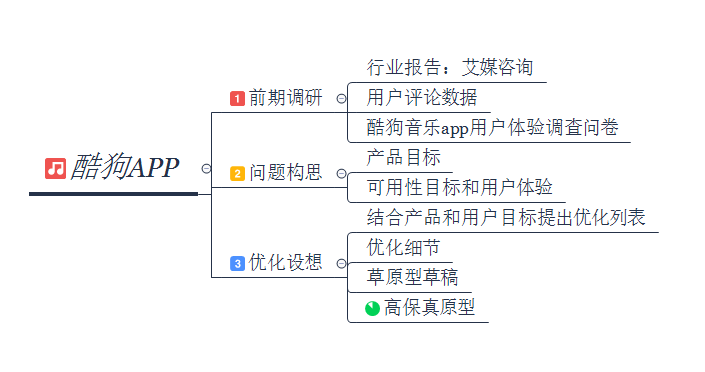 酷狗APP
1 前期调研
行业报告：艾媒咨询
用户评论数据
酷狗音乐app用户体验调查问卷
2 问题构思
产品目标
可用性目标和用户体验
3 优化设想
结合产品和用户目标提出优化列表
优化细节
草原型草稿
高保真原型